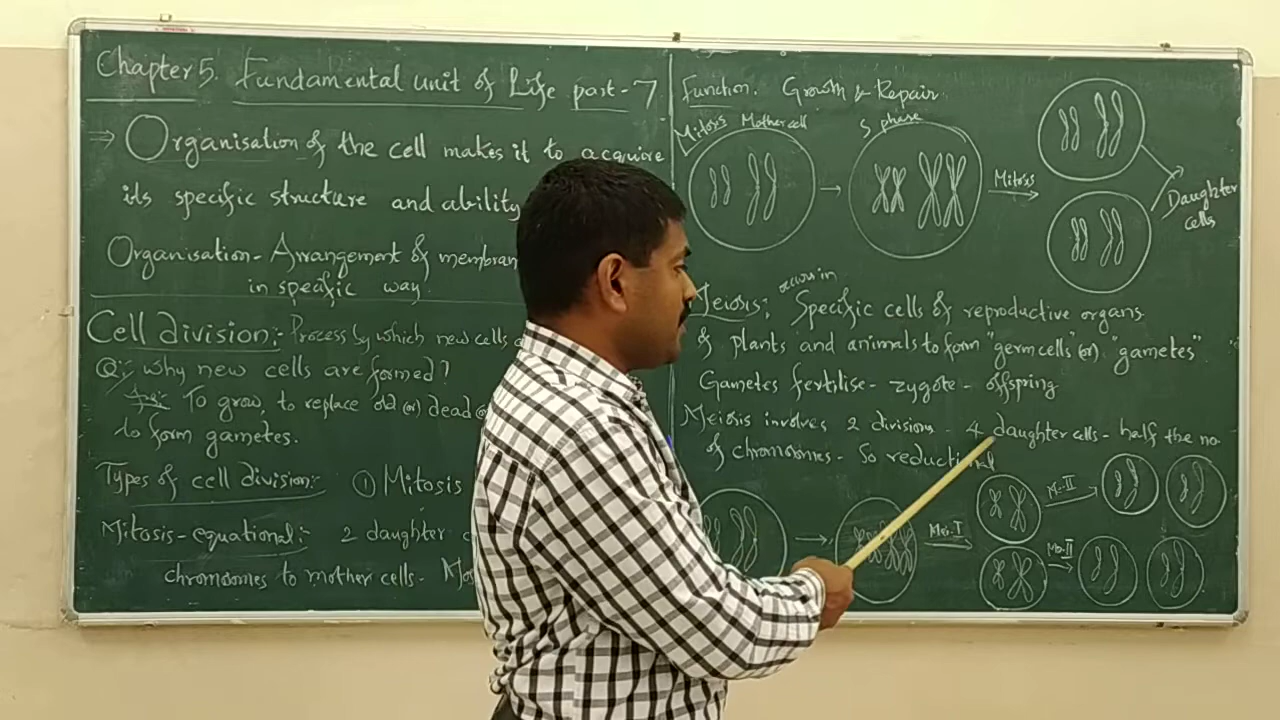 Chapter 5. Fundamental unit of Life part-7
⇒ Organisation of the cell makes it to acquire
its specific structure and ability
Organisation - Arrangement of membran
in specific way.
Cell division:- Process by which new cells
Q:- Why new cells are formed?
To grow, to replace old (or) dead
to form gametes.
Types of cell division:- ① Mitosis
Mitosis-equational:- 2 daughter
chromosomes to mother cells.
Function. Growth & Repair
Mitosis Mother cell S phase
Mitosis
Daughter
cells
Meiosis: occurs in Specific cells of reproductive organs
of plants and animals to form "germ cells" (or) "gametes".
Gametes fertilise - zygote - offspring
Meiosis involves 2 divisions - 4 daughter cells - half the no
of chromosomes - So reductional
Mei-I Mei-II
Mei-II